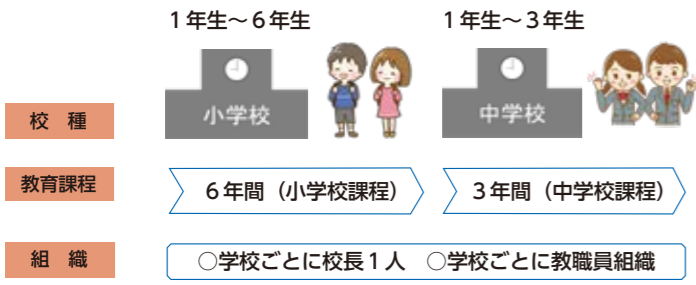 1年生～6年生
1年生～3年生
校 種
小学校
中学校
教育課程
6年間（小学校課程）
3年間（中学校課程）
組 織
○学校ごとに校長1人 ○学校ごとに教職員組織